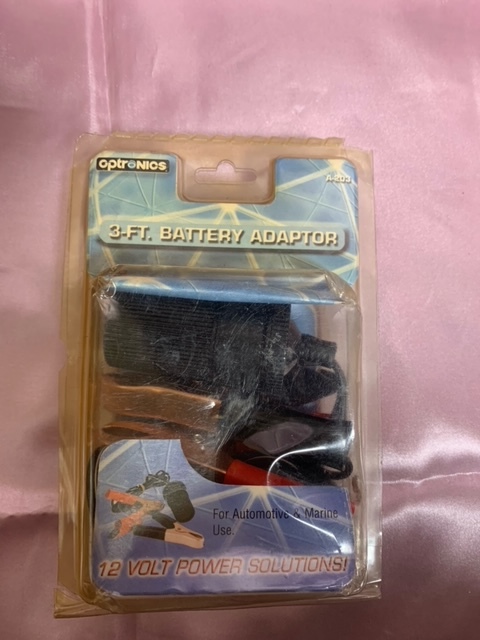 optronics
A-203
3-FT. BATTERY ADAPTOR
For Automotive & Marine
Use.
12 VOLT POWER SOLUTIONS!